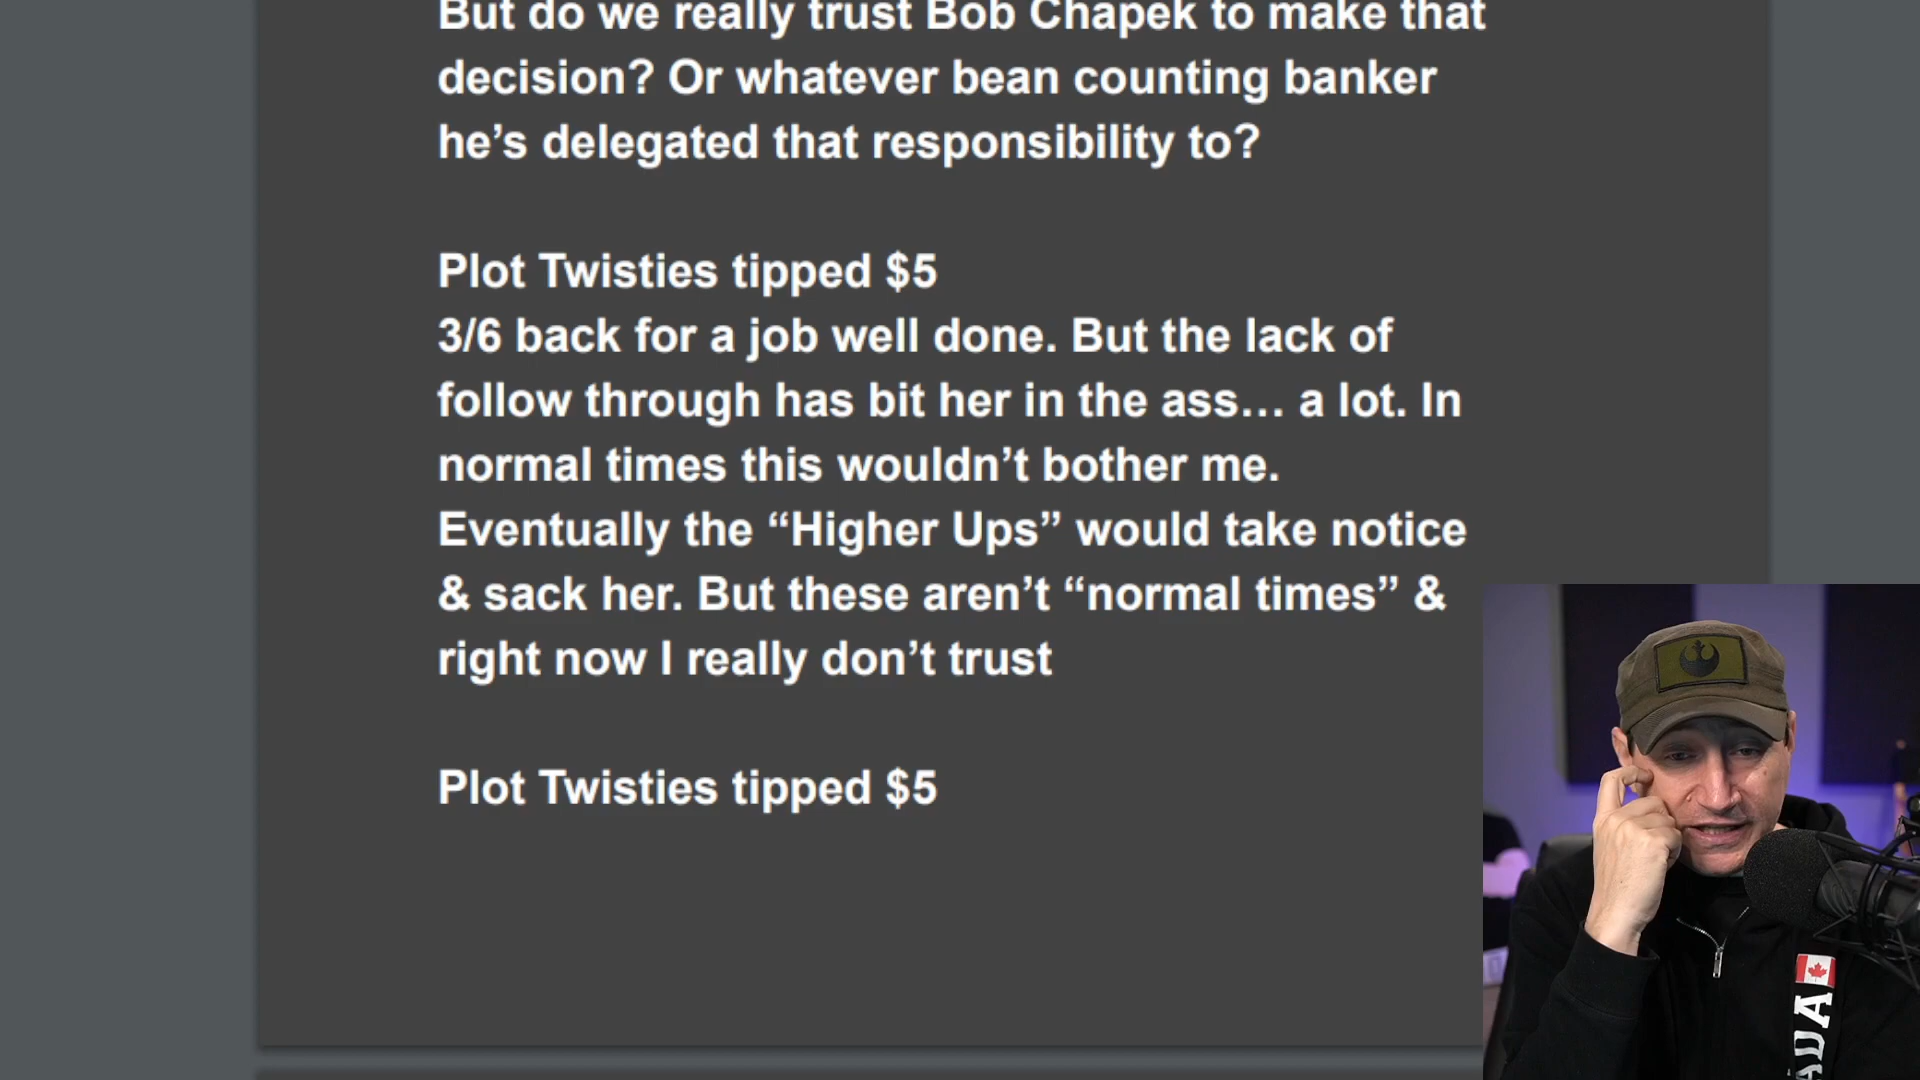 But do we really trust Bob Chapek to make that
decision? Or whatever bean counting banker
he’s delegated that responsibility to?
Plot Twisties tipped $5
3/6 back for a job well done. But the lack of
follow through has bit her in the ass… a lot. In
normal times this wouldn’t bother me.
Eventually the “Higher Ups” would take notice
& sack her. But these aren’t “normal times” &
right now I really don’t trust
Plot Twisties tipped $5
ADA